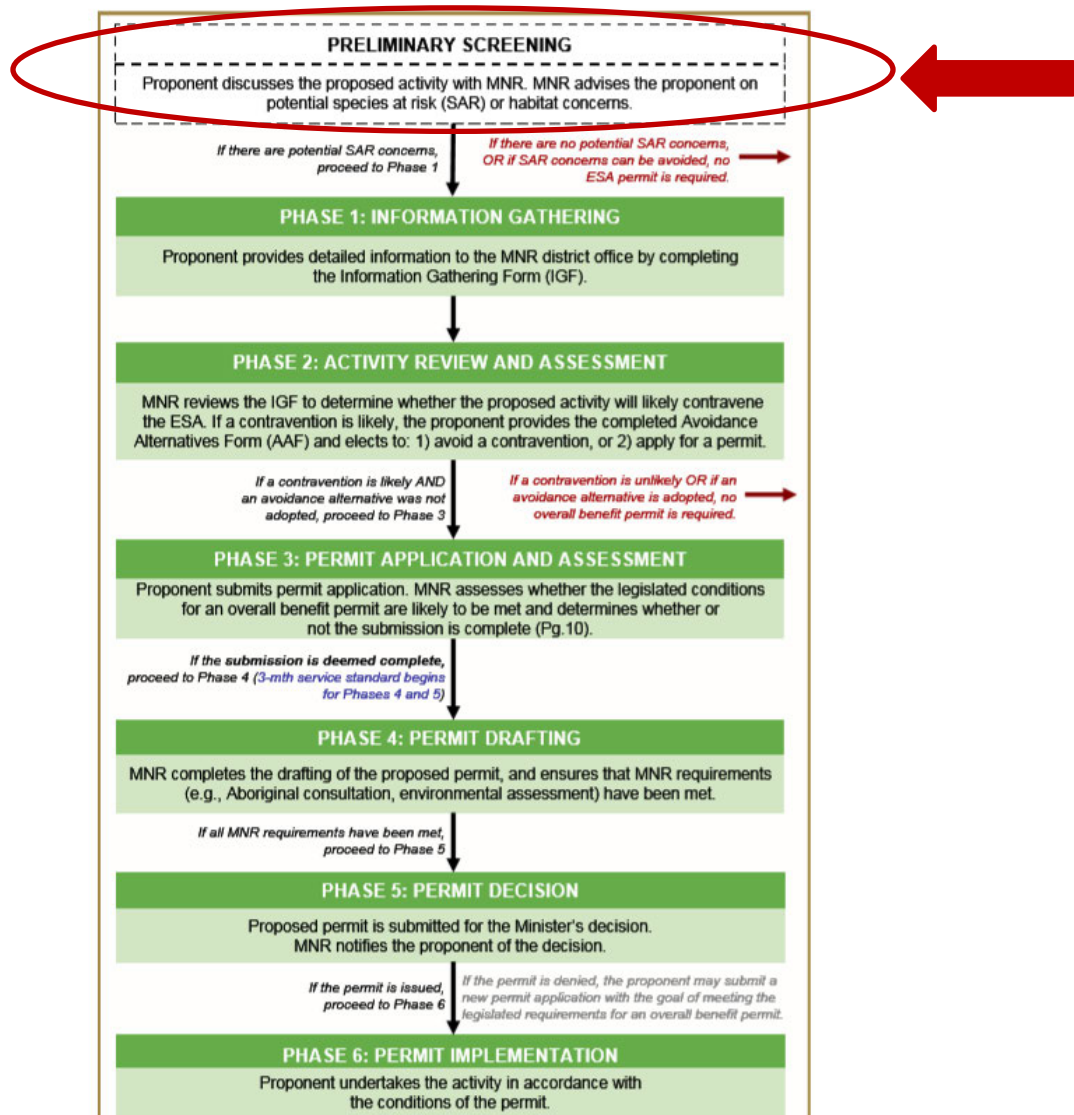 PRELIMINARY SCREENING
Proponent discusses the proposed activity with MNR. MNR advises the proponent on
potential species at risk (SAR) or habitat concerns.
If there are potential SAR concerns,
proceed to Phase 1
If there are no potential SAR concerns,
OR if SAR concerns can be avoided, no
ESA permit is required.
PHASE 1: INFORMATION GATHERING
Proponent provides detailed information to the MNR district office by completing
the Information Gathering Form (IGF).
PHASE 2: ACTIVITY REVIEW AND ASSESSMENT
MNR reviews the IGF to determine whether the proposed activity will likely contravene
the ESA. If a contravention is likely, the proponent provides the completed Avoidance
Alternatives Form (AAF) and elects to: 1) avoid a contravention, or 2) apply for a permit.
If a contravention is likely AND
an avoidance alternative was not
adopted, proceed to Phase 3
If a contravention is unlikely OR if an
avoidance alternative is adopted, no
overall benefit permit is required.
PHASE 3: PERMIT APPLICATION AND ASSESSMENT
Proponent submits permit application. MNR assesses whether the legislated conditions
for an overall benefit permit are likely to be met and determines whether or
not the submission is complete (Pg.10).
If the submission is deemed complete,
proceed to Phase 4 (3-mth service standard begins
for Phases 4 and 5)
PHASE 4: PERMIT DRAFTING
MNR completes the drafting of the proposed permit, and ensures that MNR requirements
(e.g., Aboriginal consultation, environmental assessment) have been met.
If all MNR requirements have been met,
proceed to Phase 5
PHASE 5: PERMIT DECISION
Proposed permit is submitted for the Minister's decision.
MNR notifies the proponent of the decision.
If the permit is issued,
proceed to Phase 6
If the permit is denied, the proponent may submit a
new permit application with the goal of meeting the
legislated requirements for an overall benefit permit.
PHASE 6: PERMIT IMPLEMENTATION
Proponent undertakes the activity in accordance with
the conditions of the permit.